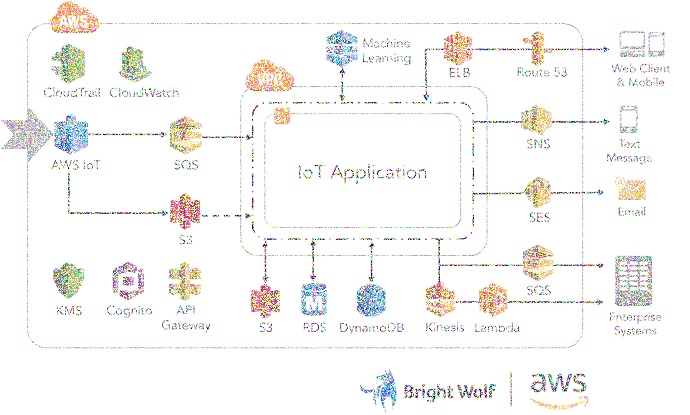 AWS
CloudTrail
CloudWatch
Machine
Learning
ELB
Route 53
Web Client
& Mobile
AWS IoT
SQS
IoT Application
SNS
Text
Message
S3
SES
Email
SQS
KMS
Cognito
API
Gateway
S3
RDS
DynamoDB
Kinesis
Lambda
Enterprise
Systems
Bright Wolf
aws